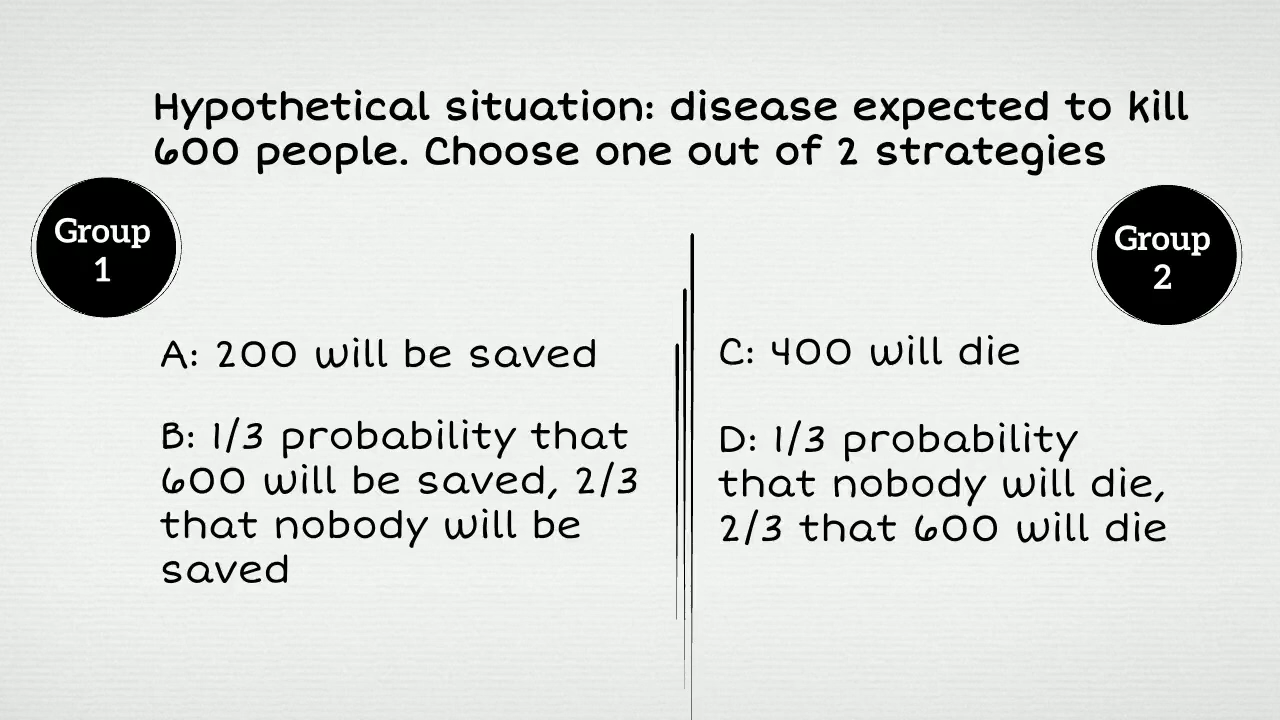 Hypothetical situation: disease expected to kill
600 people. Choose one out of 2 strategies
Group
1
A: 200 will be saved
B: 1/3 probability that
600 will be saved, 2/3
that nobody will be
saved
Group
2
C: 400 will die
D: 1/3 probability
that nobody will die,
2/3 that 600 will die